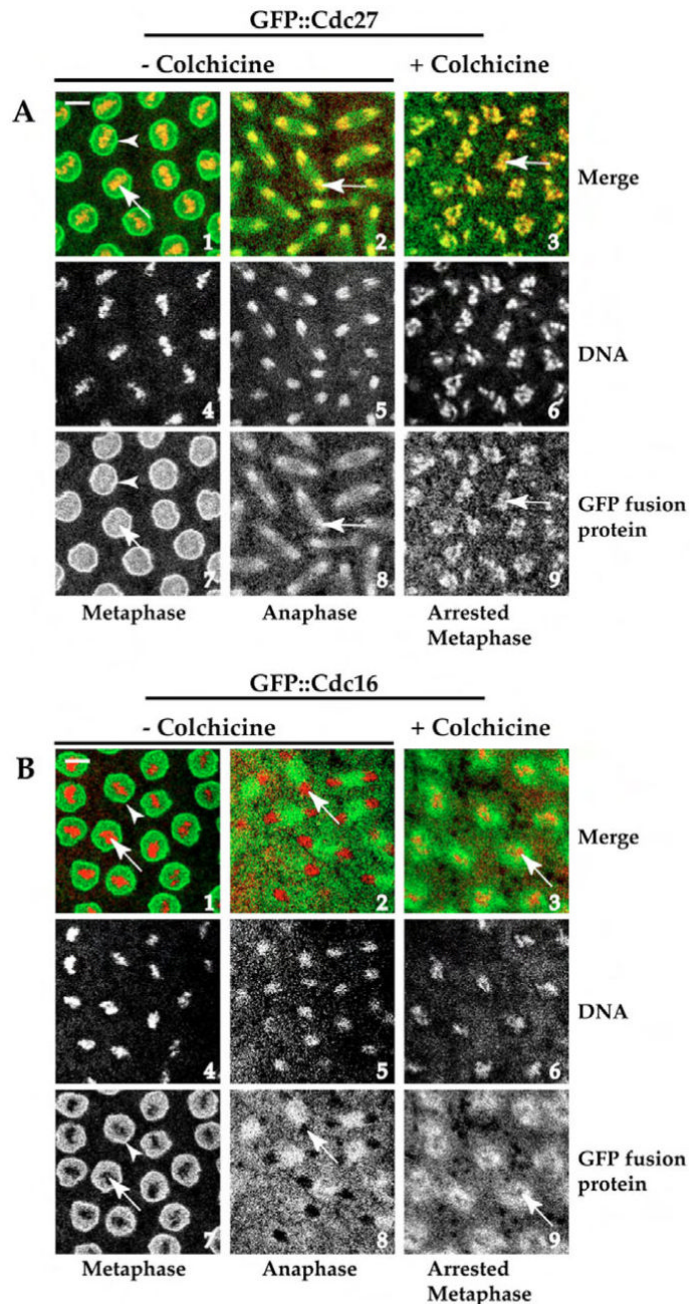 GFP::Cdc27
- Colchicine + Colchicine
A
1 2 3 Merge
4 5 6 DNA
7 8 9 GFP fusion
protein
Metaphase Anaphase Arrested
Metaphase
GFP::Cdc16
- Colchicine + Colchicine
B
1 2 3 Merge
4 5 6 DNA
7 8 9 GFP fusion
protein
Metaphase Anaphase Arrested
Metaphase